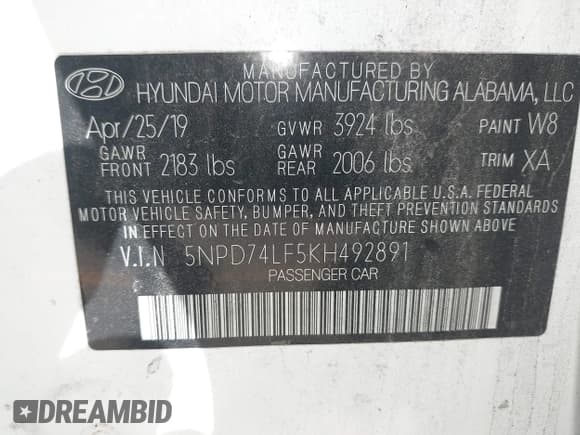 MANUFACTURED BY
HYUNDAI MOTOR MANUFACTURING ALABAMA, LLC
Apr/25/19 GVWR 3924 lbs PAINT W8
GAWR FRONT 2183 lbs GAWR REAR 2006 lbs TRIM XA
THIS VEHICLE CONFORMS TO ALL APPLICABLE U.S.A. FEDERAL
MOTOR VEHICLE SAFETY, BUMPER, AND THEFT PREVENTION STANDARDS
IN EFFECT ON THE DATE OF MANUFACTURE SHOWN ABOVE.
V.I.N 5NPD74LF5KH492891
PASSENGER CAR
DREAMBID